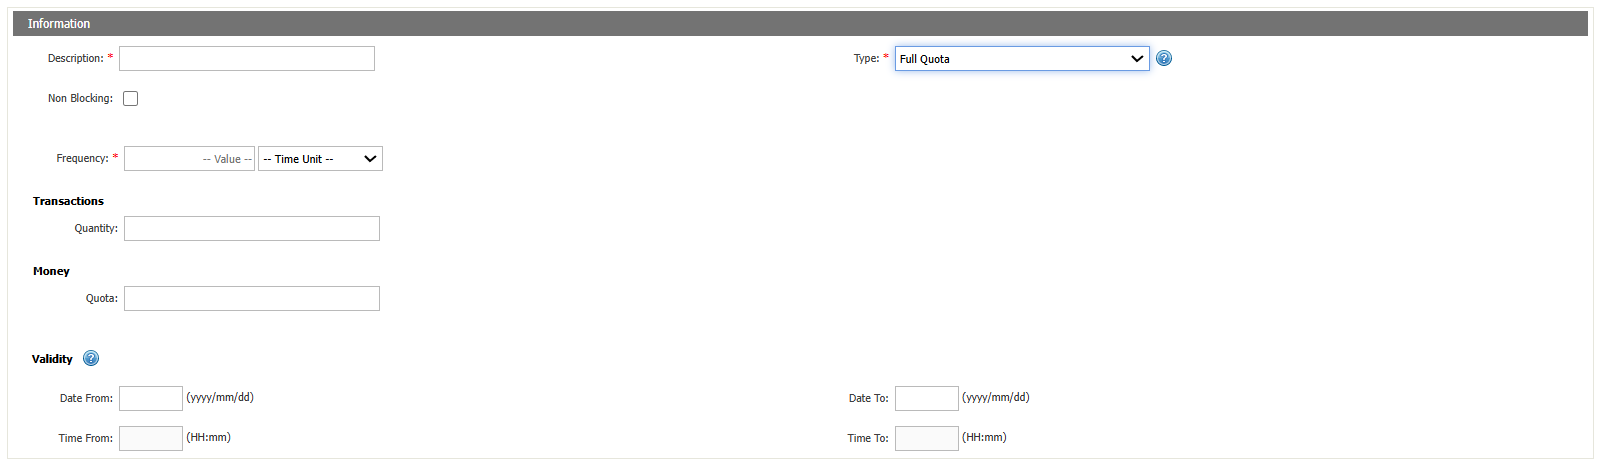 Information
Description: *
Type: * Full Quota ?
Non Blocking:
Frequency: * -- Value -- -- Time Unit --
Transactions
Quantity:
Money
Quota:
Validity ?
Date From: (yyyy/mm/dd)
Date To: (yyyy/mm/dd)
Time From: (HH:mm)
Time To: (HH:mm)